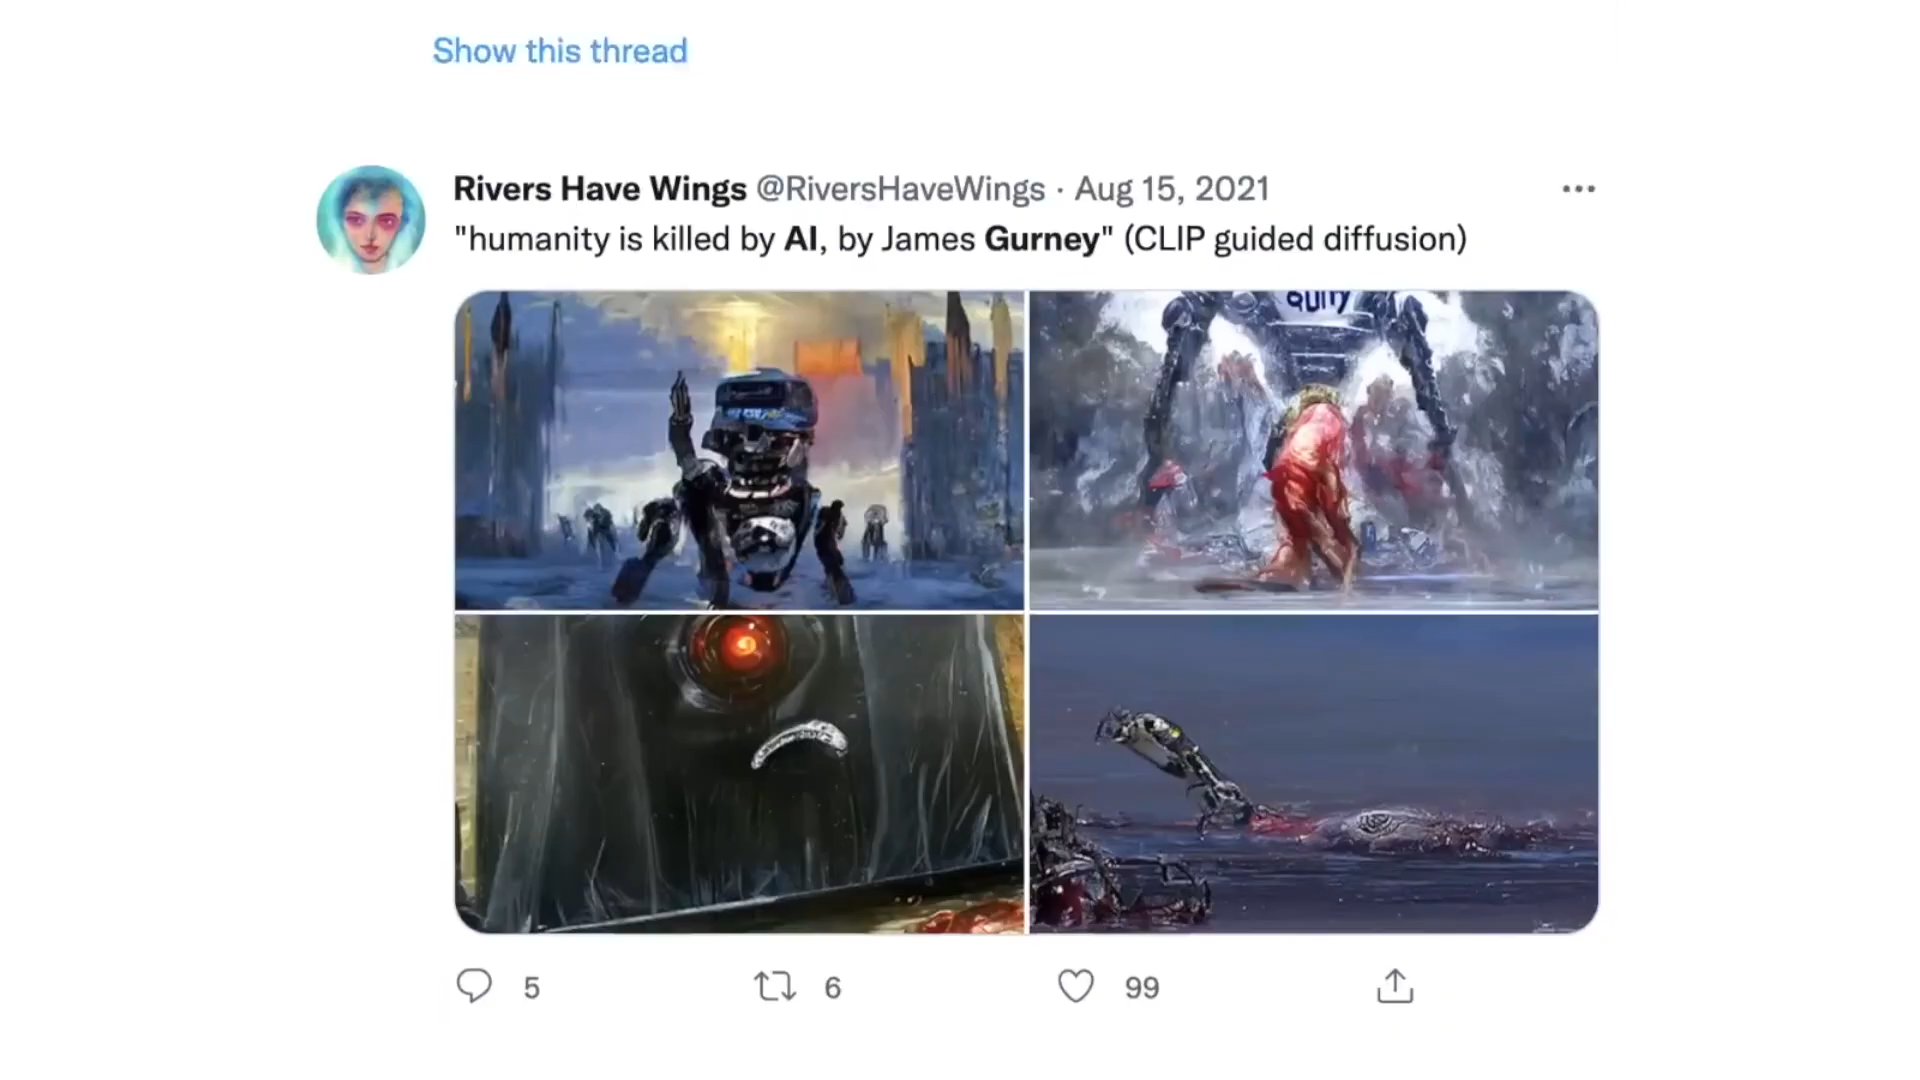 Show this thread
Rivers Have Wings @RiversHaveWings · Aug 15, 2021
"humanity is killed by AI, by James Gurney" (CLIP guided diffusion)
5 6 99